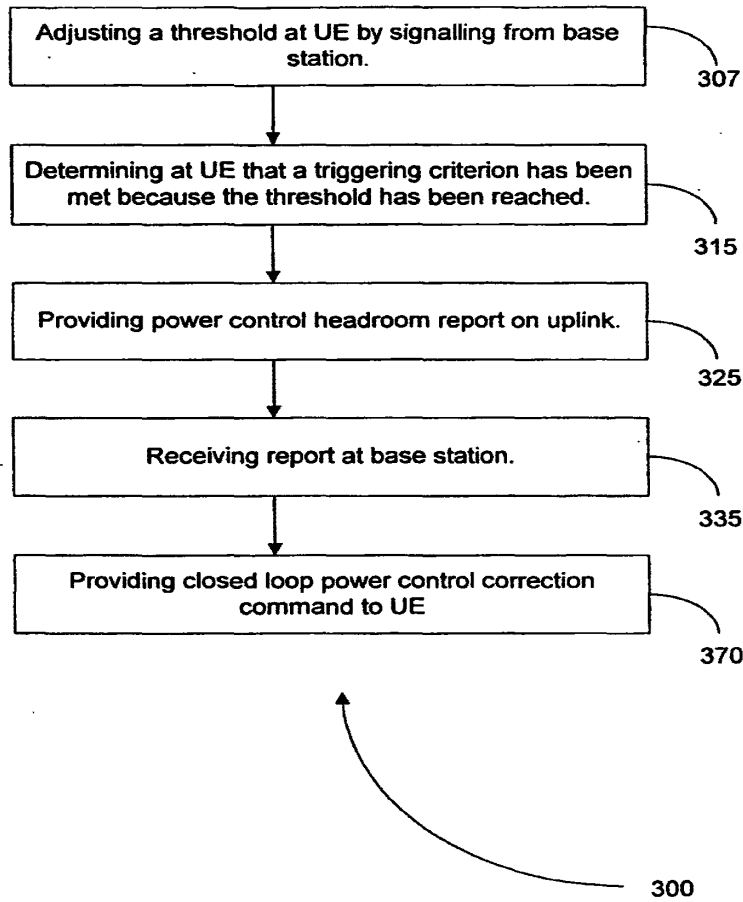 Adjusting a threshold at UE by signalling from base
station.
307
Determining at UE that a triggering criterion has been
met because the threshold has been reached.
315
Providing power control headroom report on uplink.
325
Receiving report at base station.
335
Providing closed loop power control correction
command to UE
370
300